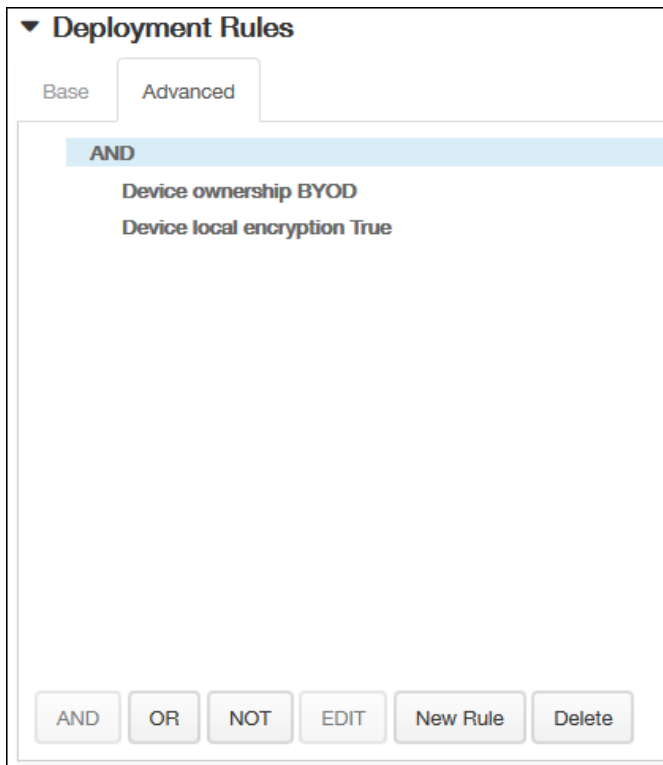 Deployment Rules
Base Advanced
AND
Device ownership BYOD
Device local encryption True
AND OR NOT EDIT New Rule Delete